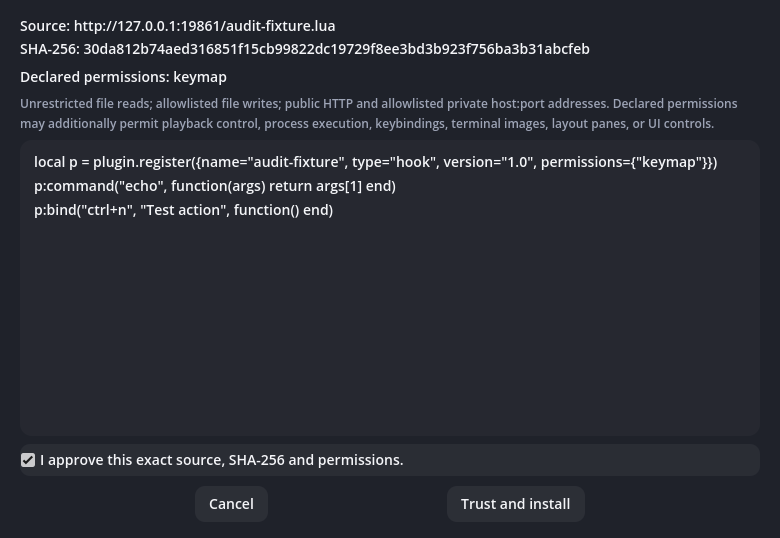 Source: http://127.0.0.1:19861/audit-fixture.lua
SHA-256: 30da812b74aed316851f15cb99822dc19729f8ee3bd3b923f756ba3b31abcfeb
Declared permissions: keymap
Unrestricted file reads; allowlisted file writes; public HTTP and allowlisted private host:port addresses. Declared permissions
may additionally permit playback control, process execution, keybindings, terminal images, layout panes, or UI controls.
local p = plugin.register({name="audit-fixture", type="hook", version="1.0", permissions={"keymap"}})
p:command("echo", function(args) return args[1] end)
p:bind("ctrl+n", "Test action", function() end)
I approve this exact source, SHA-256 and permissions.
Cancel
Trust and install